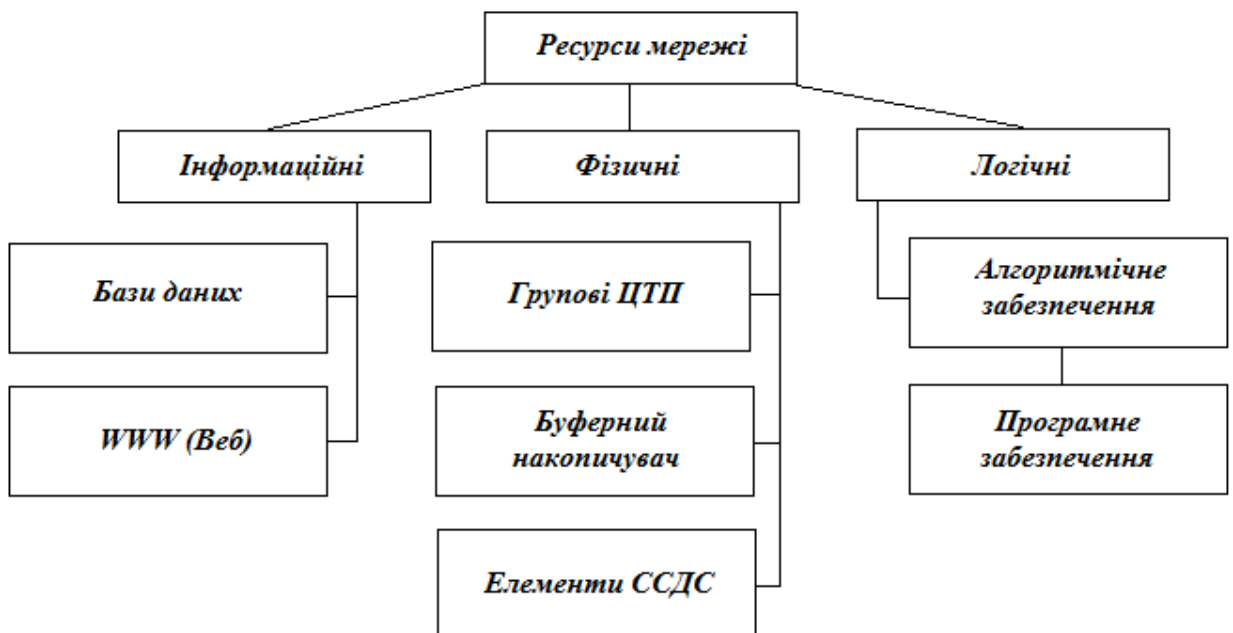 Ресурси мережі
Інформаційні
Фізичні
Логічні
Бази даних
WWW (Веб)
Групові ЦТП
Буферний
накопичувач
Елементи ССДС
Алгоритмічне
забезпечення
Програмне
забезпечення